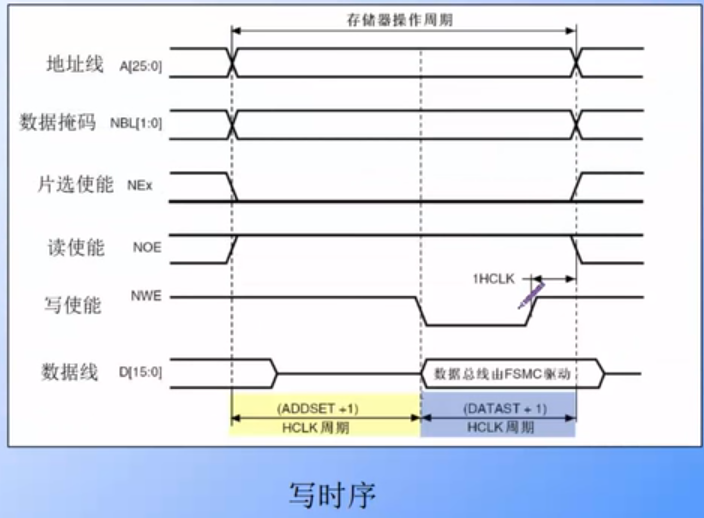 存储器操作周期
地址线 A[25:0]
数据掩码 NBL[1:0]
片选使能 NEx
读使能 NOE
1HCLK
写使能 NWE
数据线 D[15:0] 数据总线由FSMC驱动
(ADDSET +1) (DATAST + 1)
HCLK 周期 HCLK 周期
写时序